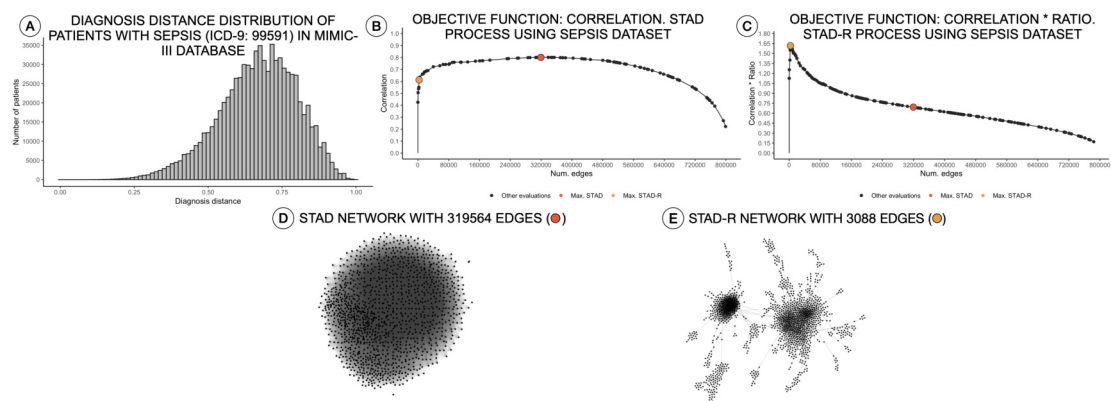 A
DIAGNOSIS DISTANCE DISTRIBUTION OF
PATIENTS WITH SEPSIS (ICD-9: 99591) IN MIMIC-
III DATABASE
35000
30000
25000
20000
15000
10000
5000
0
Number of patients
0.00 0.25 0.50 0.75 1.00
Diagnosis distance
B
OBJECTIVE FUNCTION: CORRELATION. STAD
PROCESS USING SEPSIS DATASET
1.0
0.9
0.8
0.7
0.6
0.5
0.4
0.3
0.2
0.1
0.0
Correlation
0 80000 160000 240000 320000 400000 480000 560000 640000 720000 800000
Num. edges
Other evaluations Max. STAD Max. STAD-R
C
OBJECTIVE FUNCTION: CORRELATION * RATIO.
STAD-R PROCESS USING SEPSIS DATASET
1.80
1.65
1.50
1.35
1.20
1.05
0.90
0.75
0.60
0.45
0.30
0.15
0.00
Correlation * Ratio
0 80000 160000 240000 320000 400000 480000 560000 640000 720000 800000
Num. edges
Other evaluations Max. STAD Max. STAD-R
D STAD NETWORK WITH 319564 EDGES ( )
E STAD-R NETWORK WITH 3088 EDGES ( )